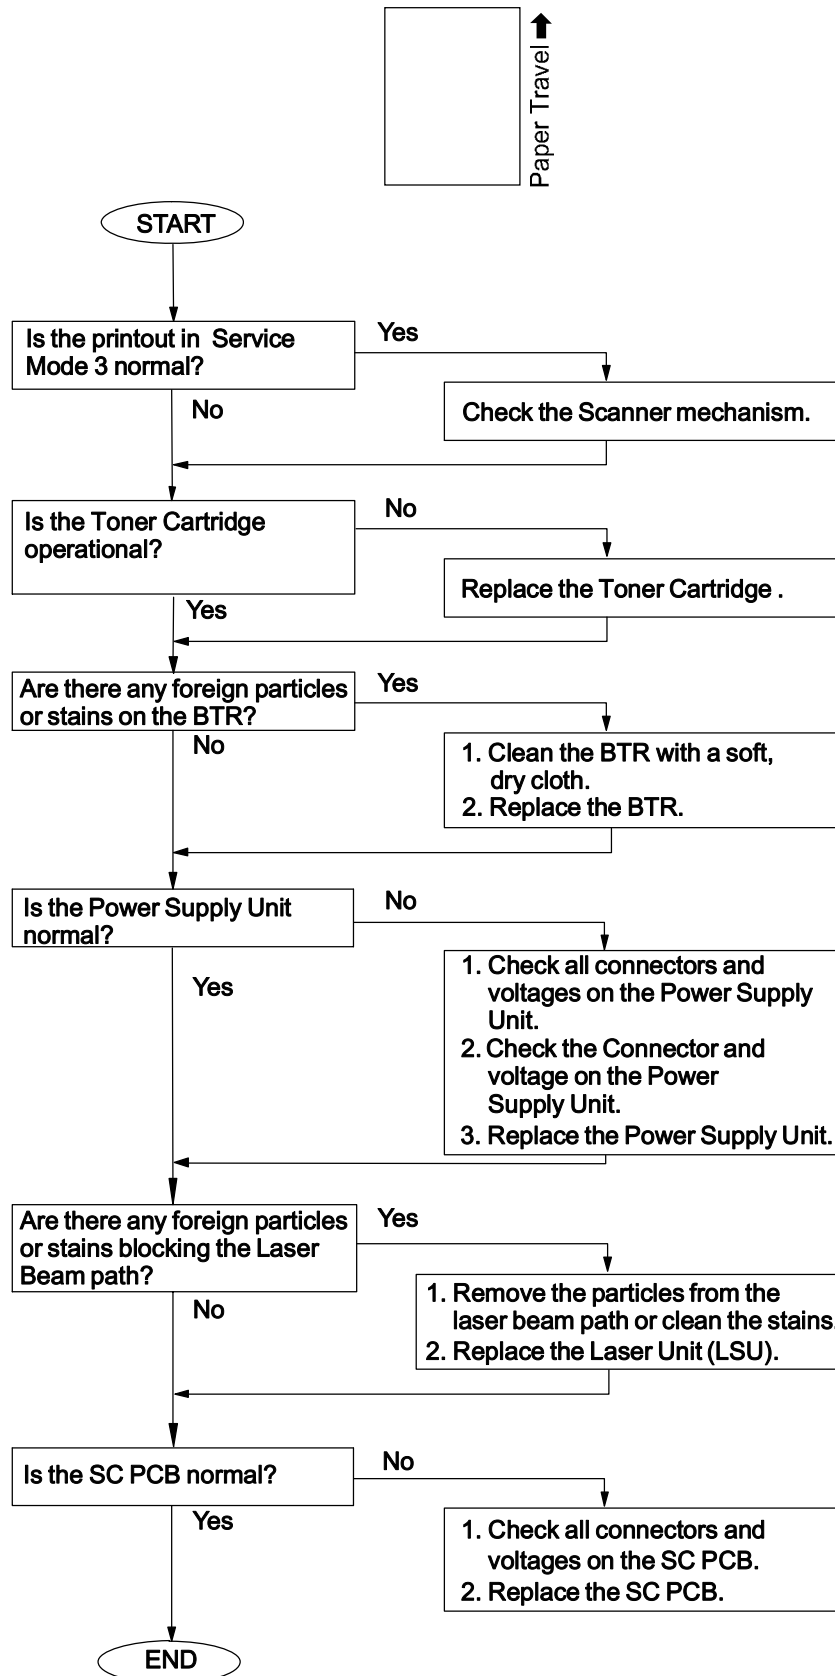 Paper Travel
START
Is the printout in Service
Mode 3 normal?
Yes
No
Check the Scanner mechanism.
Is the Toner Cartridge
operational?
No
Yes
Replace the Toner Cartridge .
Are there any foreign particles
or stains on the BTR?
Yes
No
1. Clean the BTR with a soft,
dry cloth.
2. Replace the BTR.
Is the Power Supply Unit
normal?
No
Yes
1. Check all connectors and
voltages on the Power Supply
Unit.
2. Check the Connector and
voltage on the Power
Supply Unit.
3. Replace the Power Supply Unit.
Are there any foreign particles
or stains blocking the Laser
Beam path?
Yes
No
1. Remove the particles from the
laser beam path or clean the stains.
2. Replace the Laser Unit (LSU).
Is the SC PCB normal?
No
Yes
1. Check all connectors and
voltages on the SC PCB.
2. Replace the SC PCB.
END